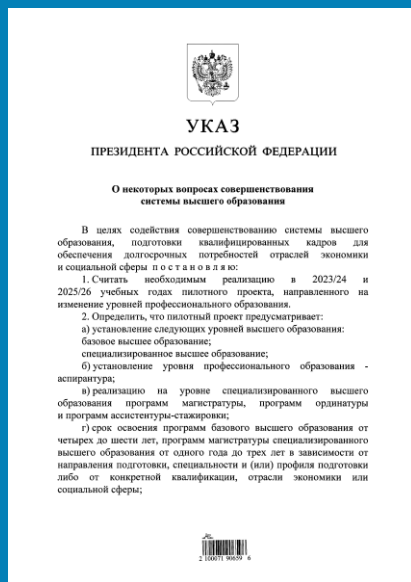 УКАЗ
ПРЕЗИДЕНТА РОССИЙСКОЙ ФЕДЕРАЦИИ
О некоторых вопросах совершенствования
системы высшего образования
В целях содействия совершенствованию системы высшего
образования, подготовки квалифицированных кадров для
обеспечения долгосрочных потребностей отраслей экономики
и социальной сферы постановляю:
1. Считать необходимым реализацию в 2023/24 и
2025/26 учебных годах пилотного проекта, направленного на
изменение уровней профессионального образования.
2. Определить, что пилотный проект предусматривает:
а) установление следующих уровней высшего образования:
базовое высшее образование;
специализированное высшее образование;
б) установление уровня профессионального образования -
аспирантура;
в) реализацию на уровне специализированного высшего
образования программ магистратуры, программ ординатуры
и программ ассистентуры-стажировки;
г) срок освоения программ базового высшего образования от
четырех до шести лет, программ магистратуры специализированного
высшего образования от одного года до трех лет в зависимости от
направления подготовки, специальности и (или) профиля подготовки
либо от конкретной квалификации, отрасли экономики или
социальной сферы;
2 100071 90659 6